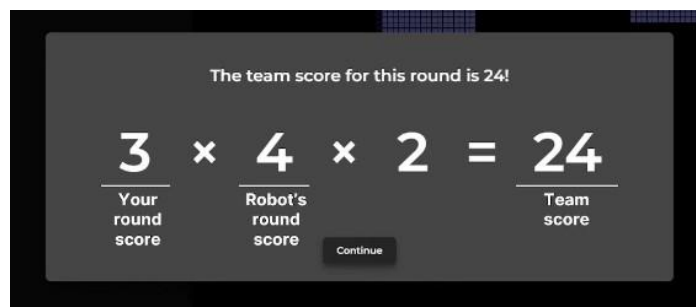 The team score for this round is 24!
3 × 4 × 2 = 24
Your round score
Robot's round score
Team score
Continue